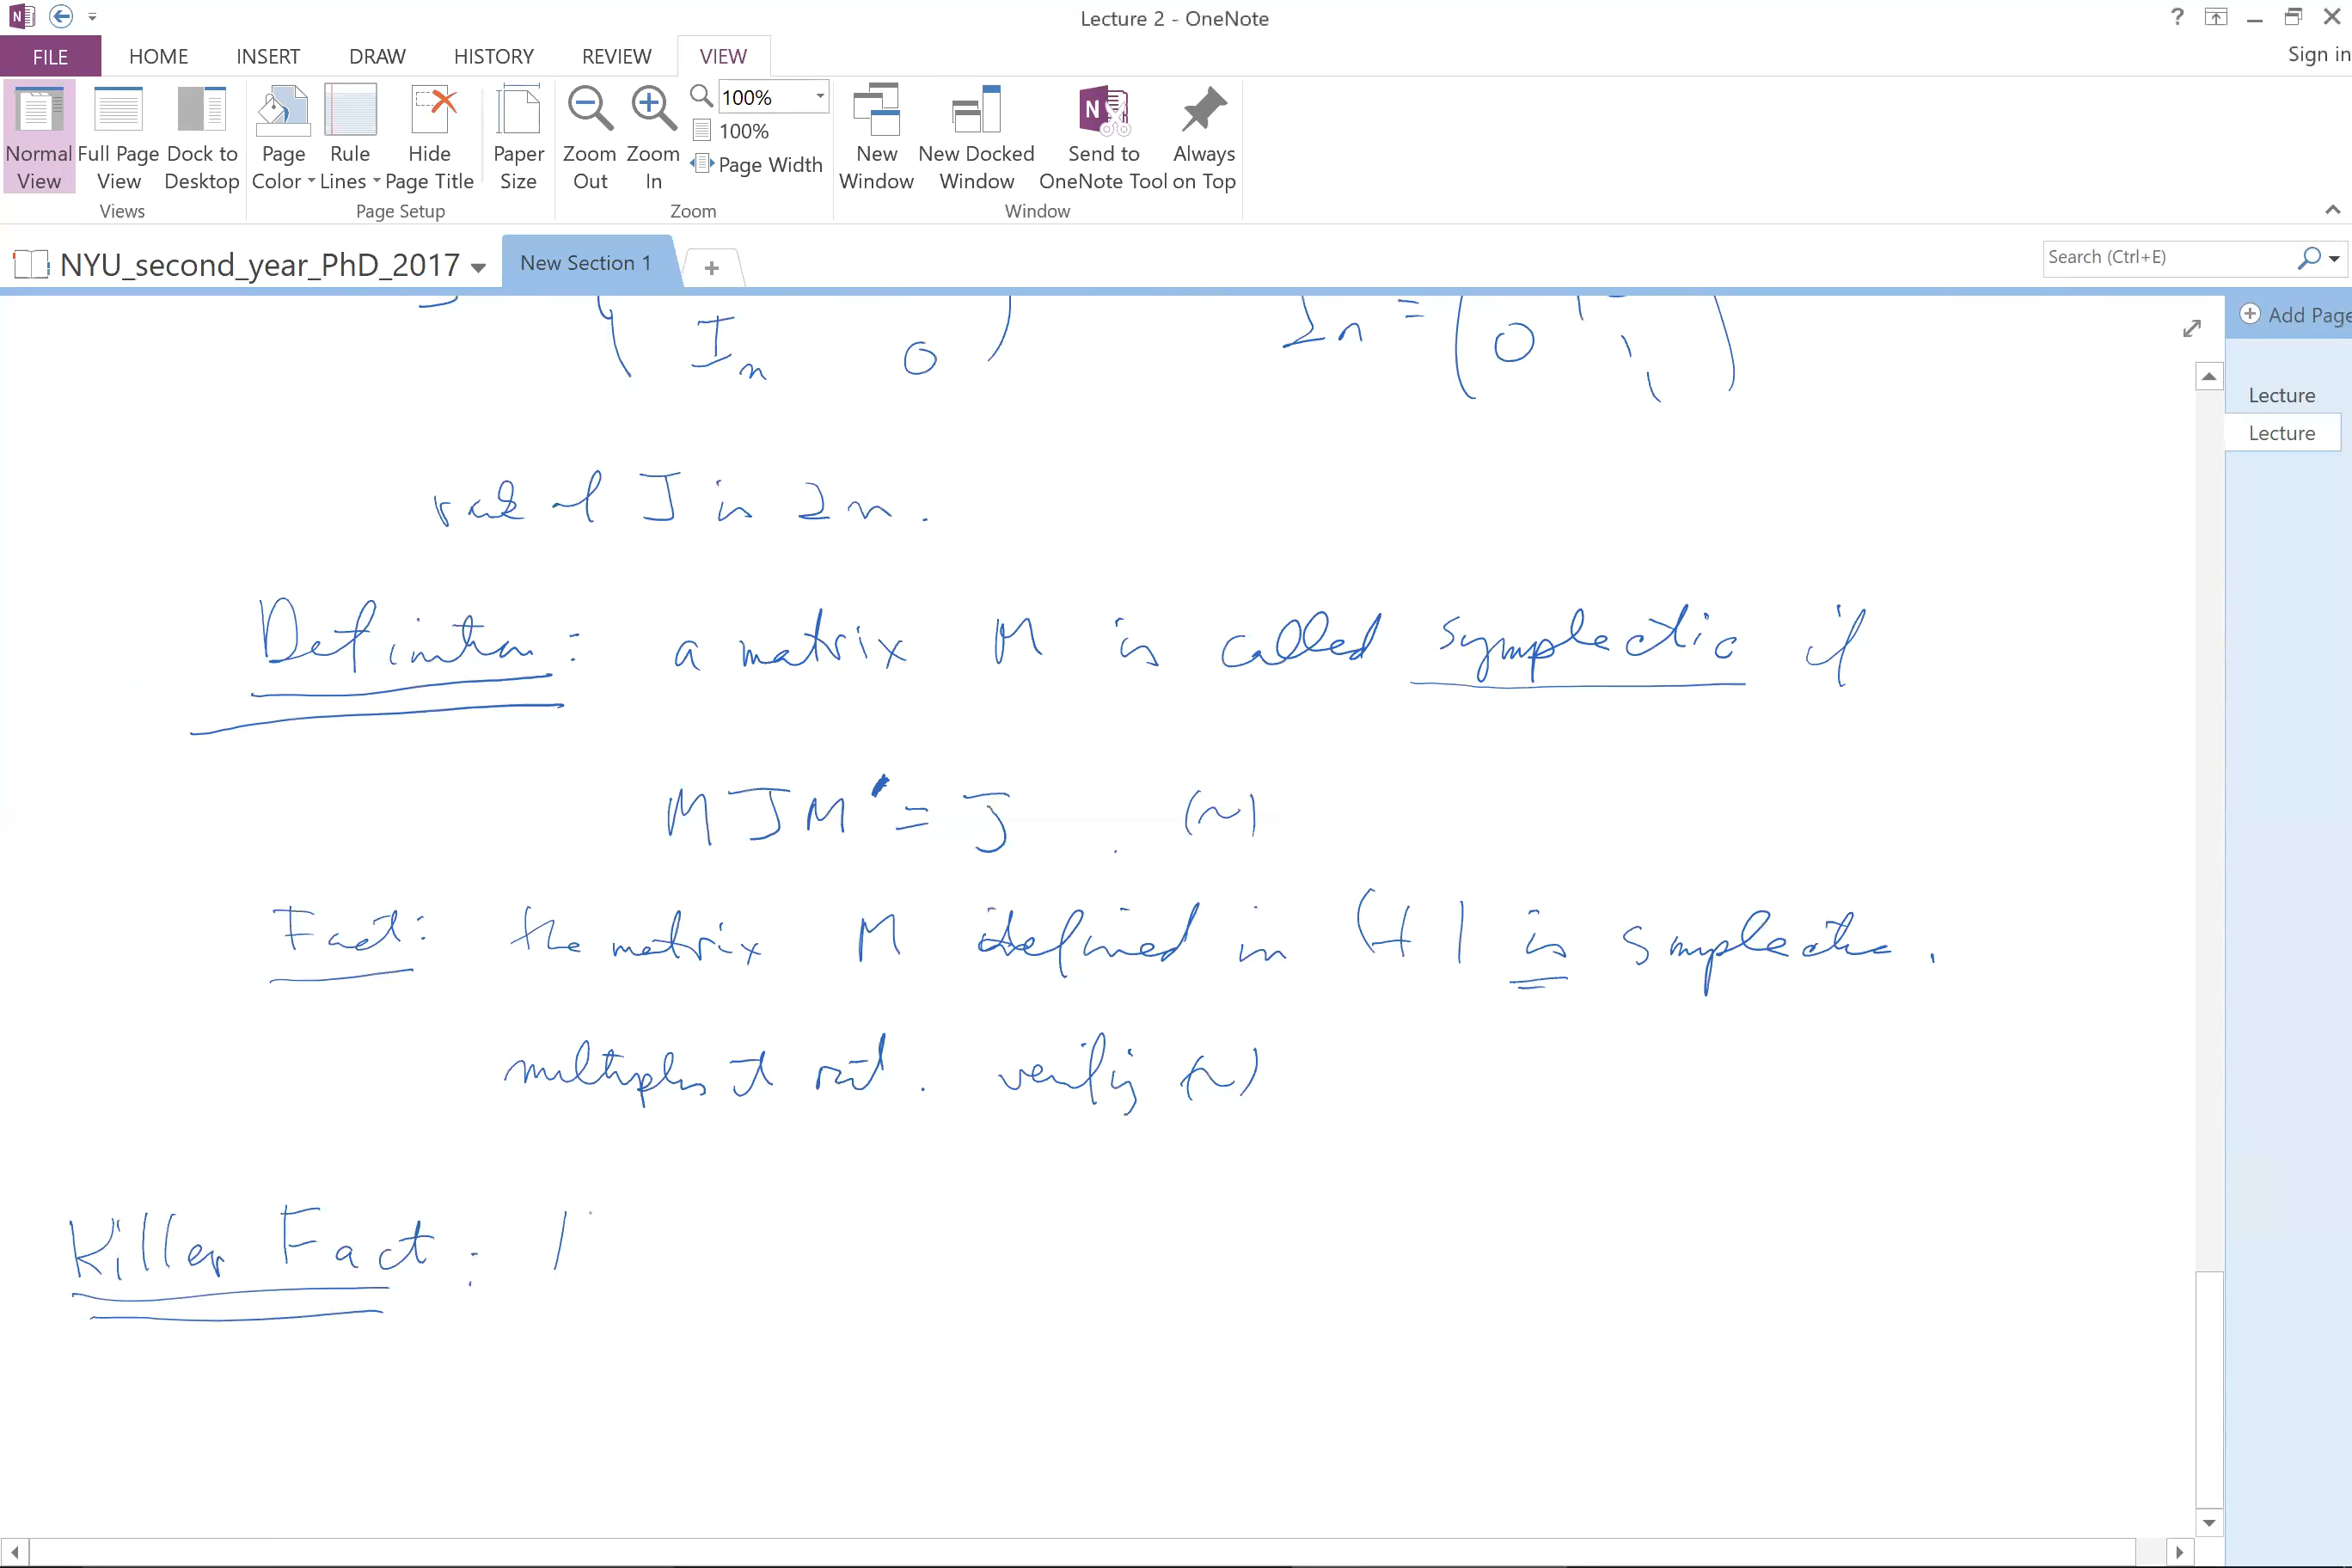 Lecture 2 - OneNote
?
Sign in
FILE HOME INSERT DRAW HISTORY REVIEW VIEW
Normal View
Full Page View
Dock to Desktop
Page Color
Rule Lines
Hide Page Title
Paper Size
Zoom Out
Zoom In
100%
100%
Page Width
New Window
New Docked Window
Send to OneNote Tool
Always on Top
Views Page Setup Zoom Window
NYU_second_year_PhD_2017 New Section 1 +
Search (Ctrl+E)
Add Page
Lecture
Lecture
I_n 0
0
rank of J is 2n.
Definition: a matrix M is called symplectic if
M J M' = J . (~)
Fact: the matrix M defined in (+) is symplectic.
multiply it out. verify (~)
Killer Fact: